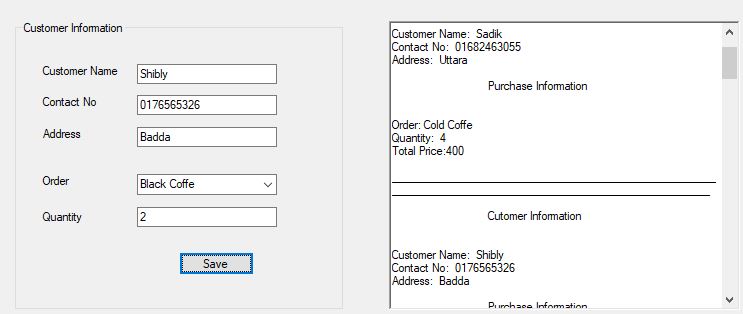 Customer Information
Customer Name Shibly
Contact No 0176565326
Address Badda
Order Black Coffe
Quantity 2
Save
Customer Name: Sadik
Contact No: 01682463055
Address: Uttara
Purchase Information
Order: Cold Coffe
Quantity: 4
Total Price:400
Cutomer Information
Customer Name: Shibly
Contact No: 0176565326
Address: Badda
Purchase Information